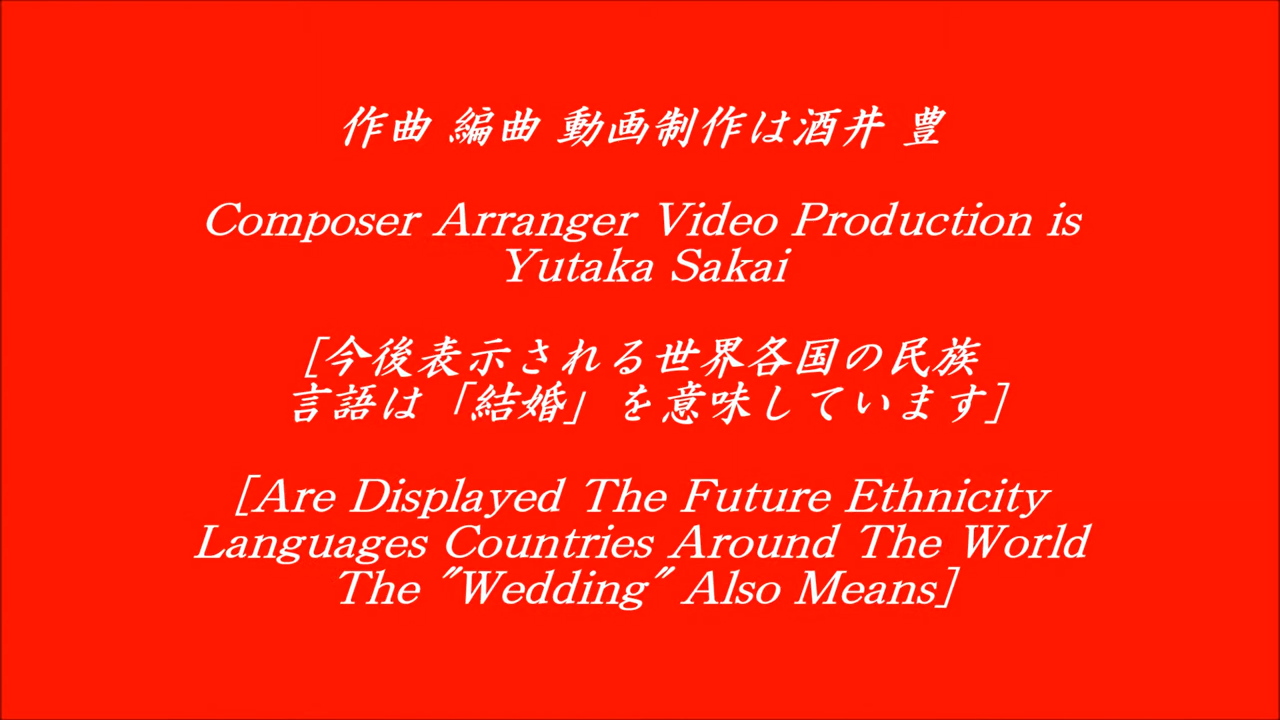 作曲 編曲 動画制作は酒井 豊
Composer Arranger Video Production is
Yutaka Sakai
[今後表示される世界各国の民族
言語は「結婚」を意味しています]
[Are Displayed The Future Ethnicity
Languages Countries Around The World
The "Wedding" Also Means]